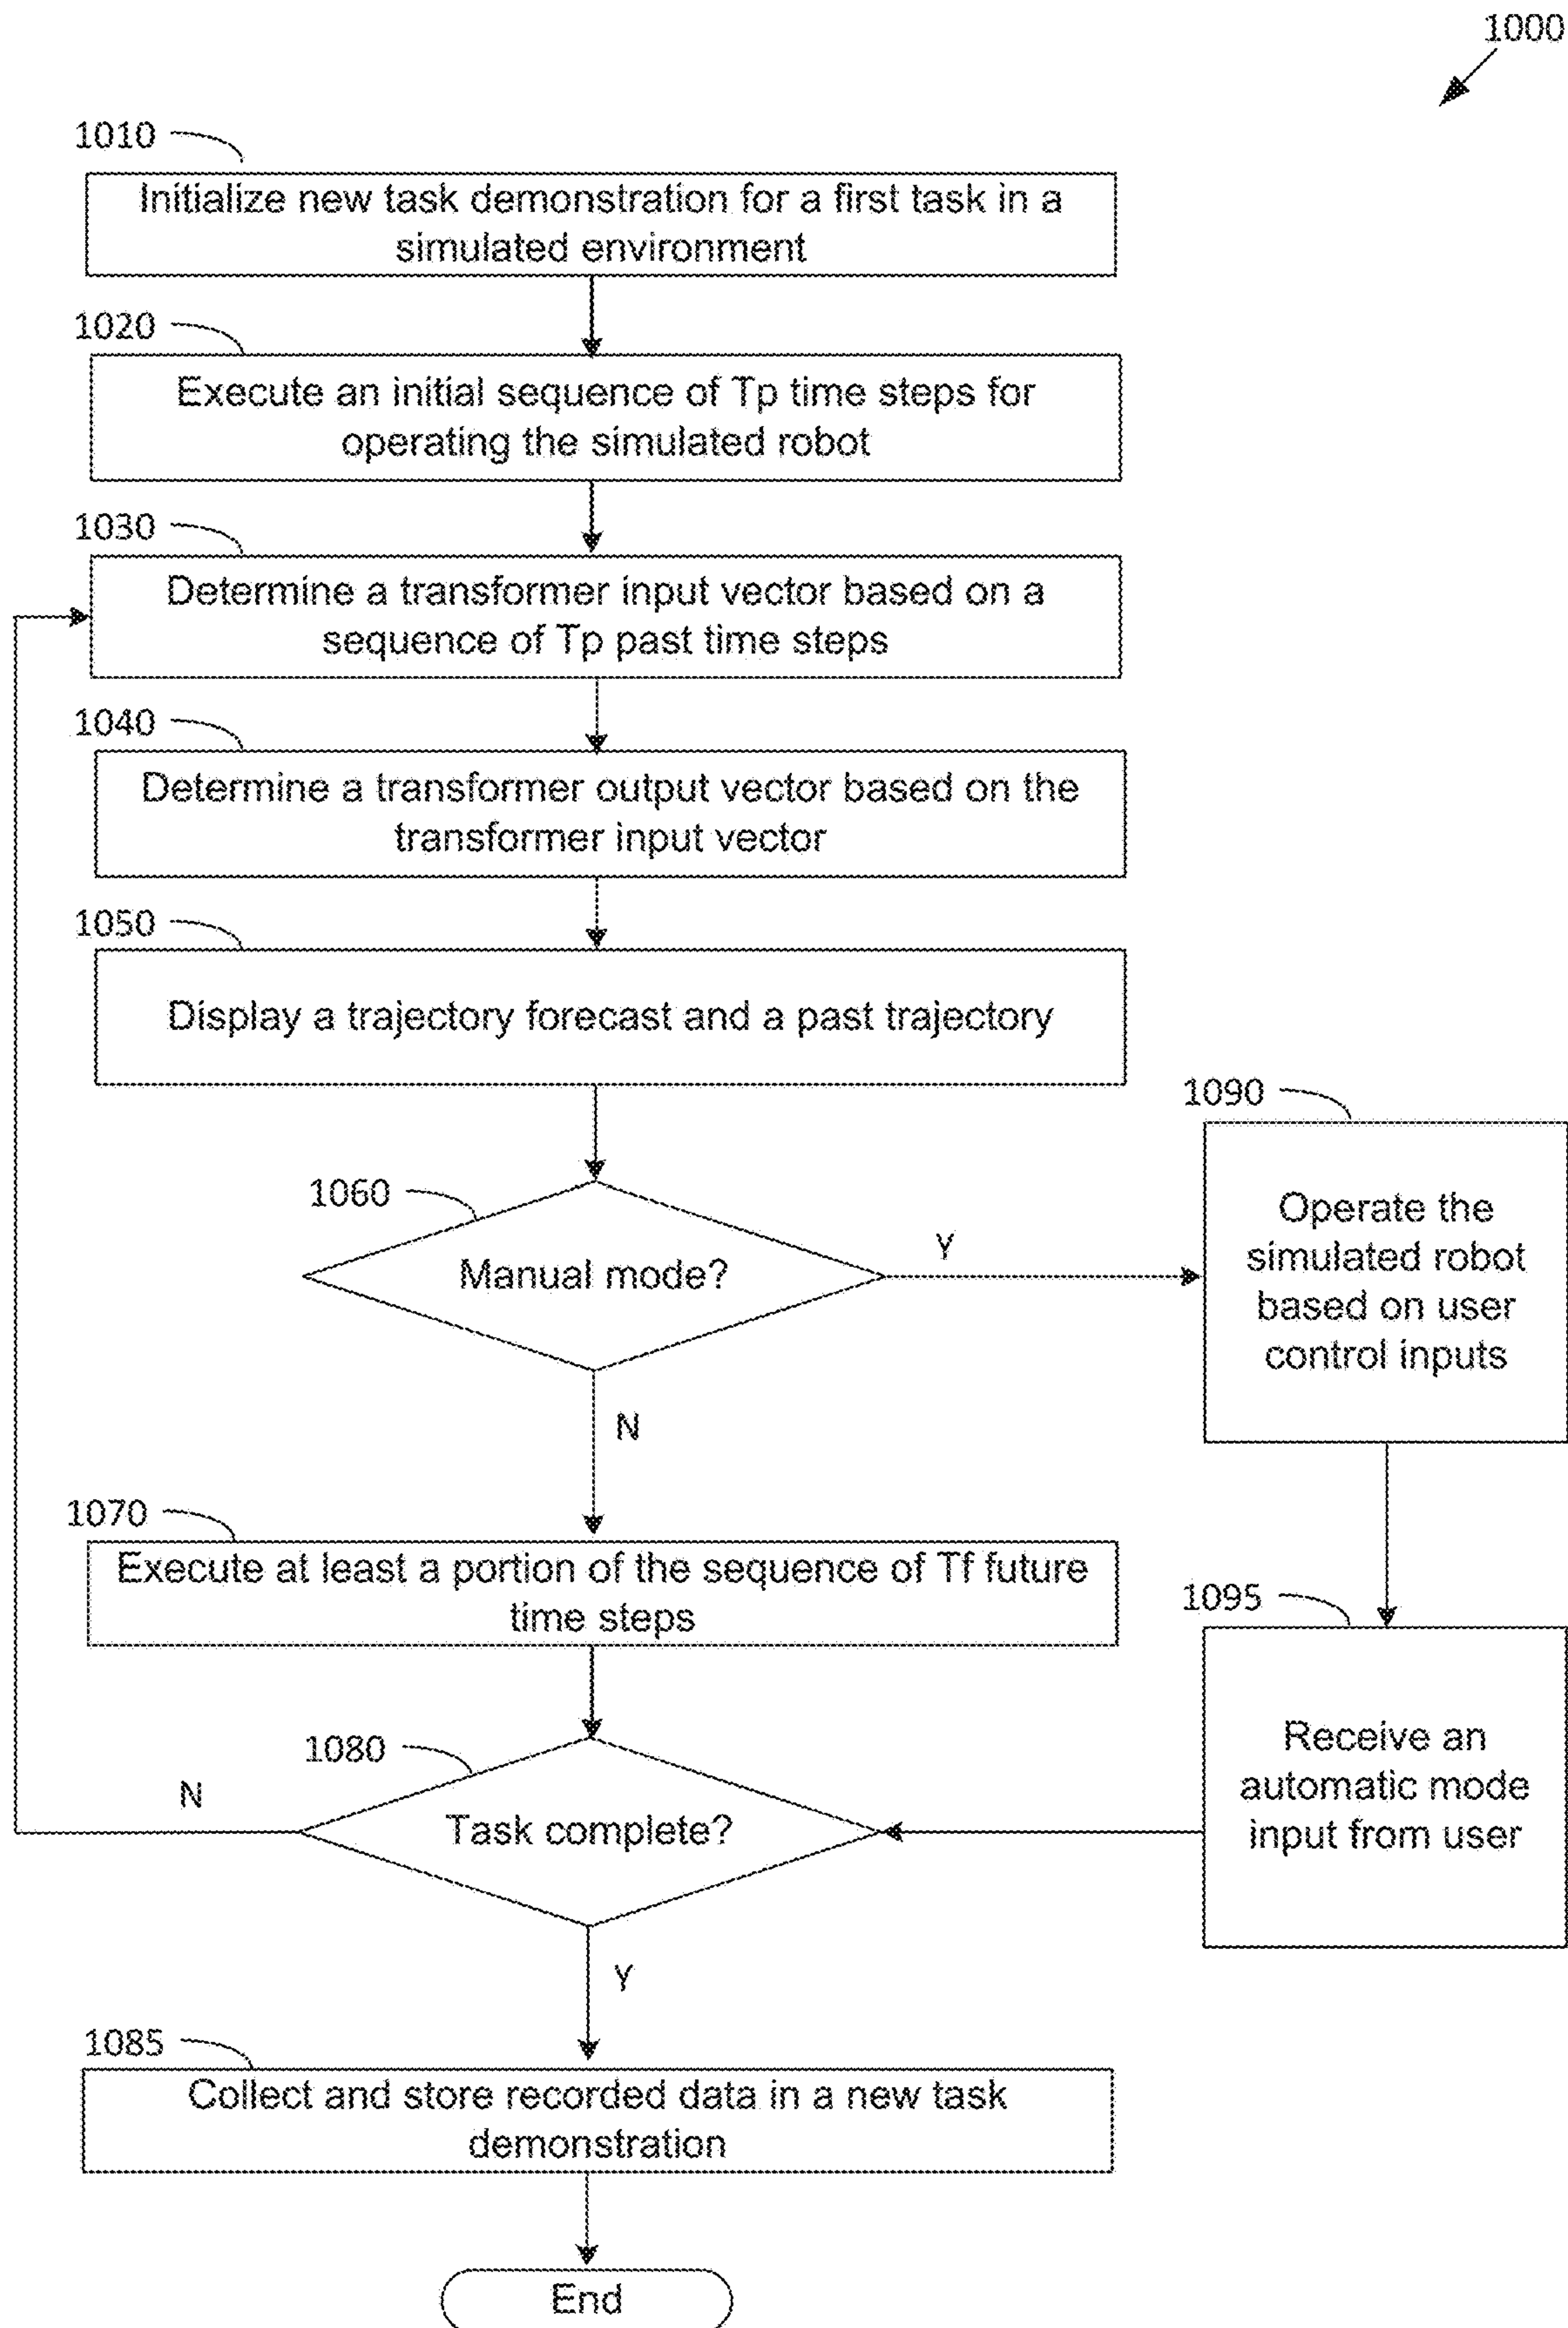 1000
1010
Initialize new task demonstration for a first task in a
simulated environment
1020
Execute an initial sequence of Tp time steps for
operating the simulated robot
1030
Determine a transformer input vector based on a
sequence of Tp past time steps
1040
Determine a transformer output vector based on the
transformer input vector
1050
Display a trajectory forecast and a past trajectory
1060
Manual mode?
Y
N
1090
Operate the
simulated robot
based on user
control inputs
1070
Execute at least a portion of the sequence of Tf future
time steps
1095
Receive an
automatic mode
input from user
1080
Task complete?
N
Y
1085
Collect and store recorded data in a new task
demonstration
End